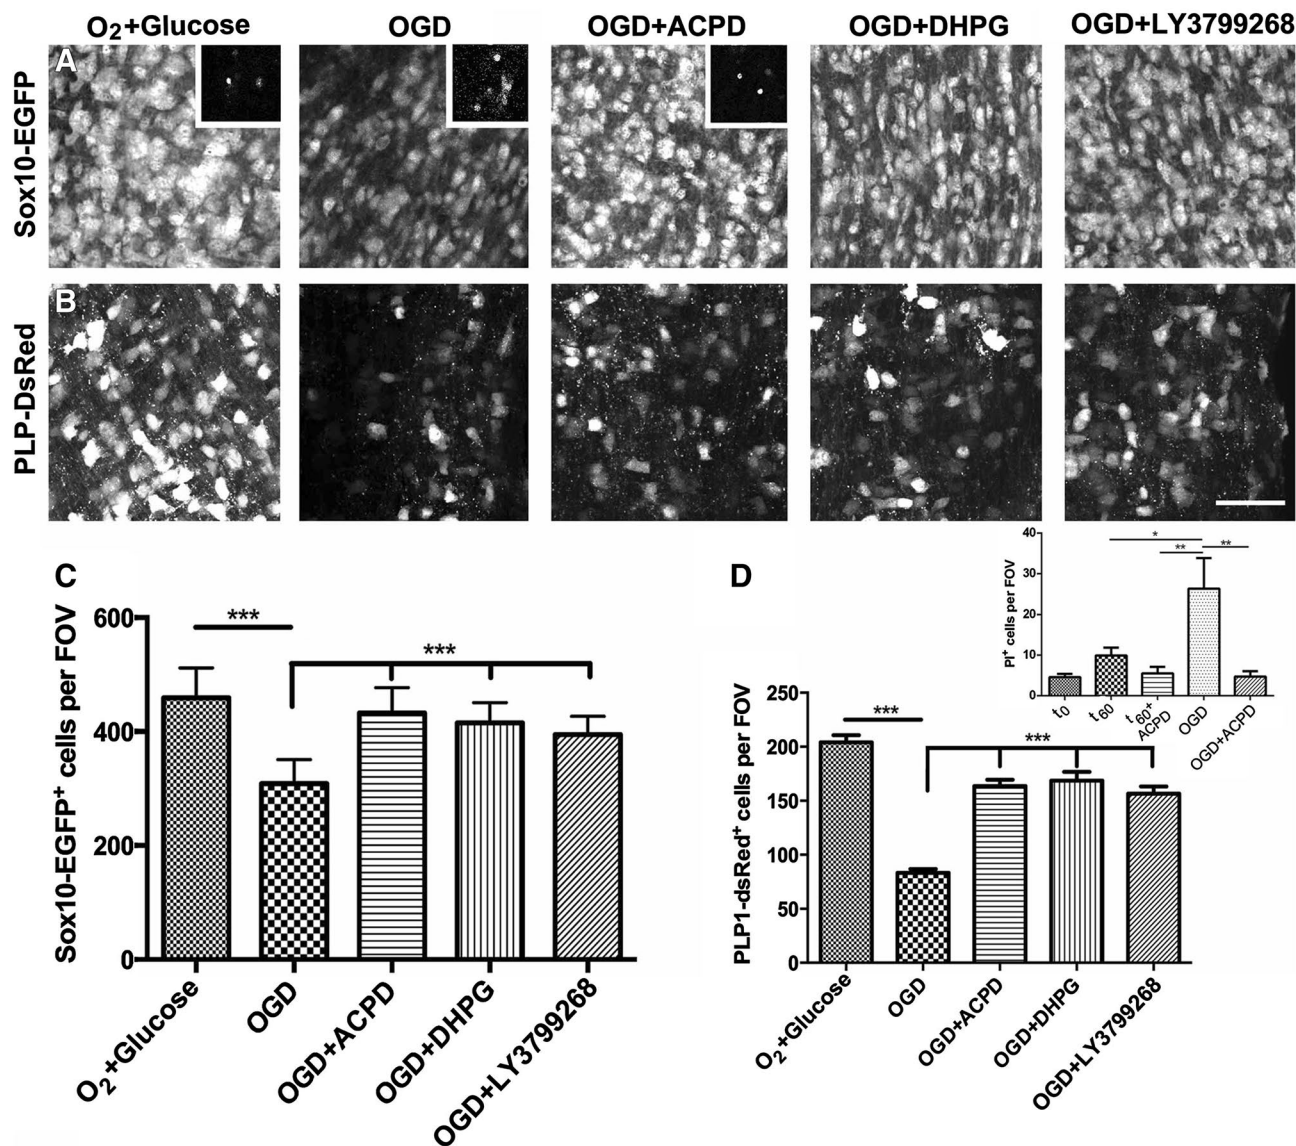 O2+Glucose OGD OGD+ACPD OGD+DHPG OGD+LY3799268
A
Sox10-EGFP
B
PLP-DsRed
C
Sox10-EGFP+ cells per FOV
600
400
200
0
***
***
O2+Glucose
OGD
OGD+ACPD
OGD+DHPG
OGD+LY3799268
D
PI+ cells per FOV
40
30
20
10
0
*
** **
t0
t60
t60+
ACPD
OGD
OGD+ACPD
PLP1-dsRed+ cells per FOV
250
200
150
100
50
0
***
***
O2+Glucose
OGD
OGD+ACPD
OGD+DHPG
OGD+LY3799268